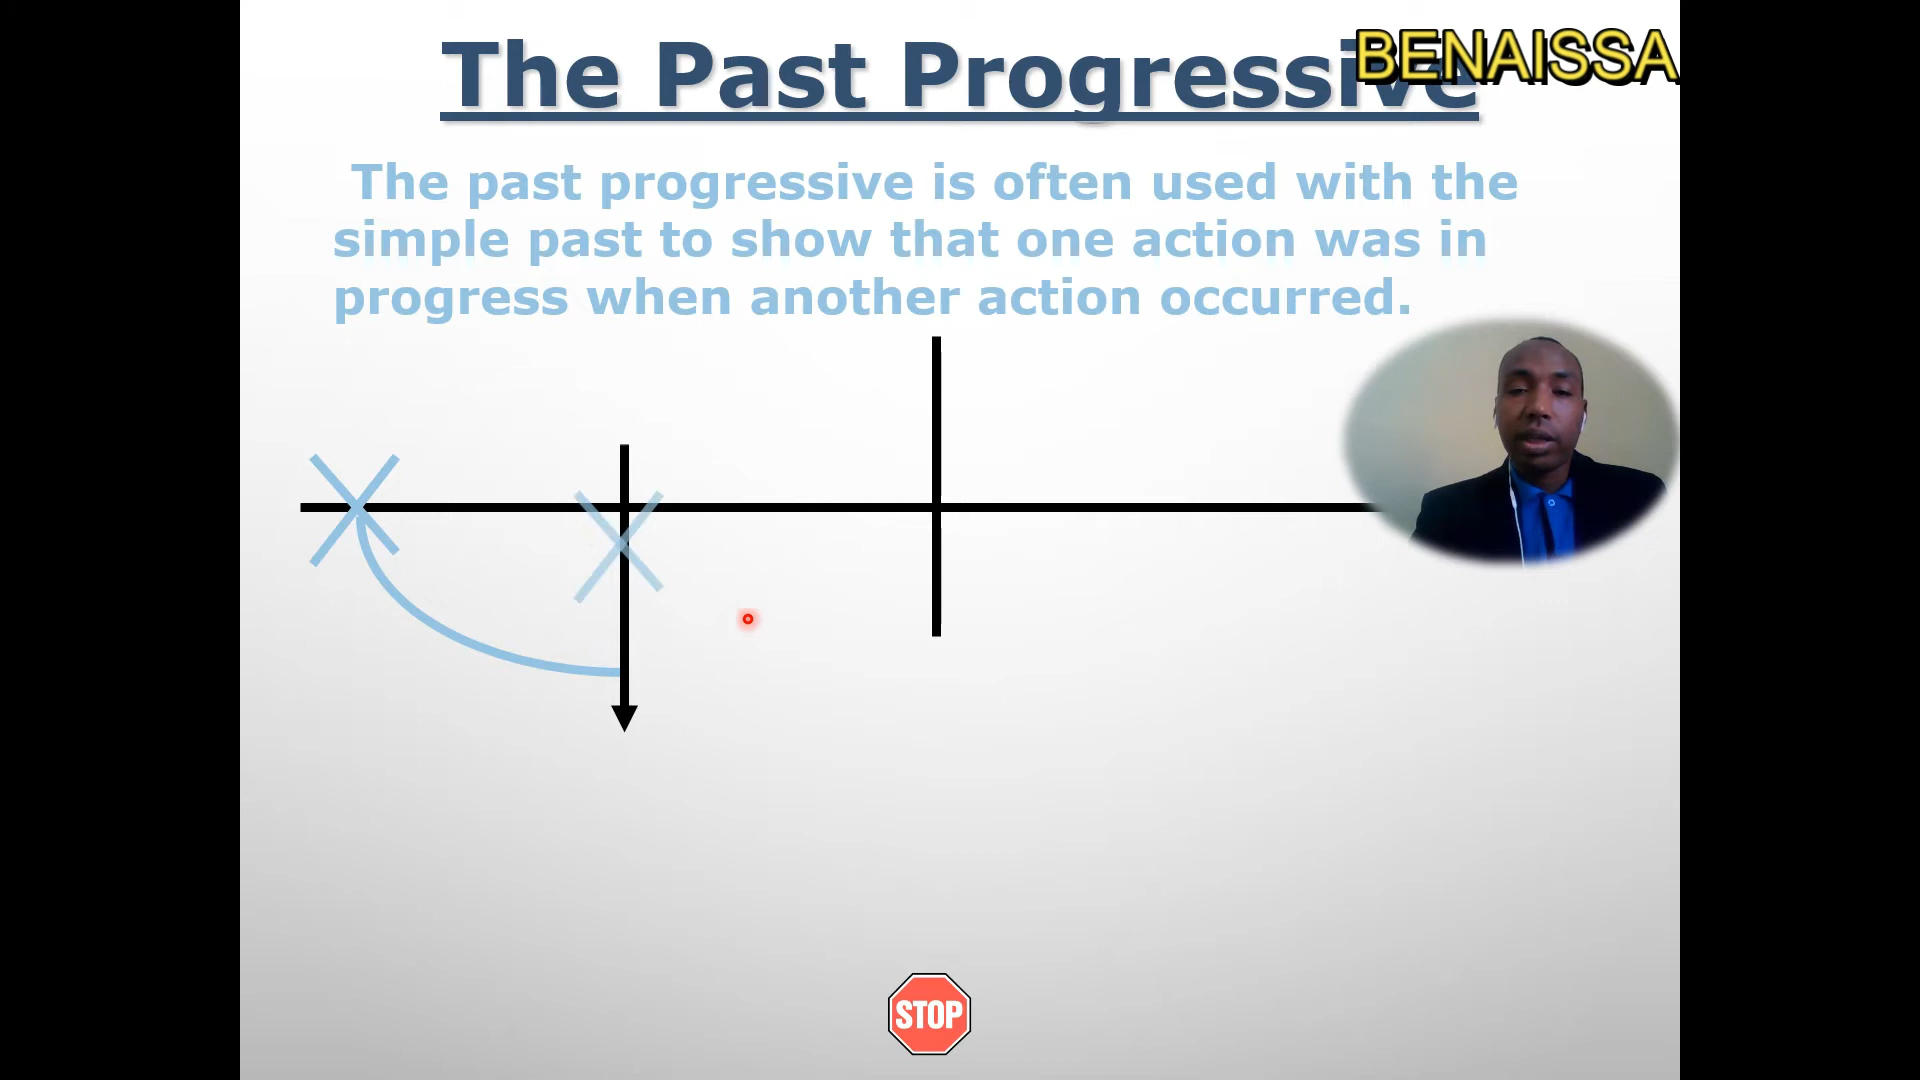 The Past Progressive
BENAISSA
The past progressive is often used with the
simple past to show that one action was in
progress when another action occurred.
STOP